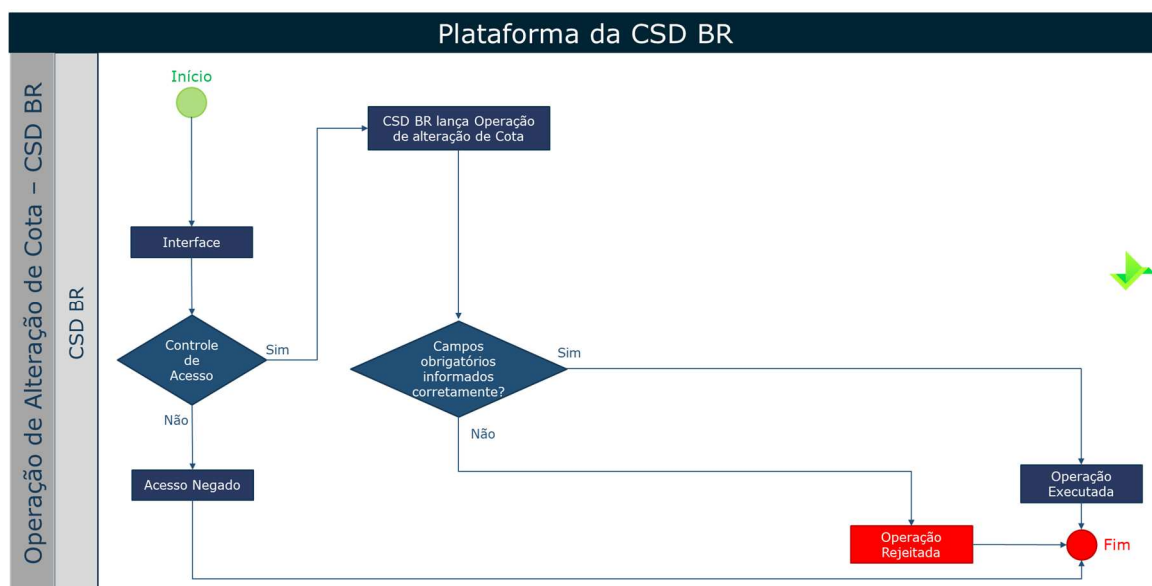 Plataforma da CSD BR
Operação de Alteração de Cota – CSD BR
CSD BR
Início
Interface
Controle
de
Acesso
Sim
Não
Acesso Negado
CSD BR lança Operação
de alteração de Cota
Campos
obrigatórios
informados
corretamente?
Sim
Não
Operação
Executada
Operação
Rejeitada
Fim